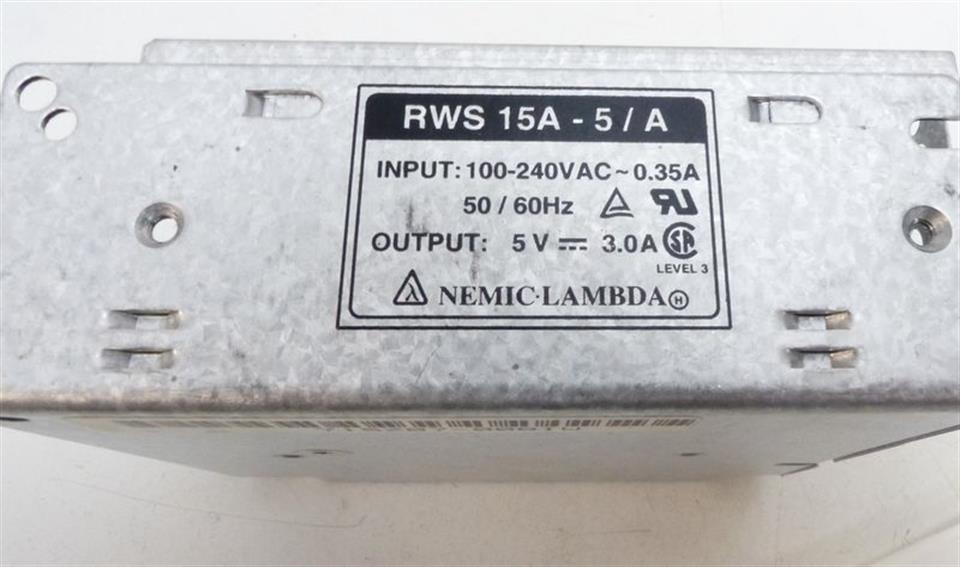 RWS 15A - 5 / A
INPUT: 100-240VAC ~ 0.35A
50 / 60Hz
OUTPUT: 5 V ⎓ 3.0A
LEVEL 3
NEMIC·LAMBDA Ⓗ